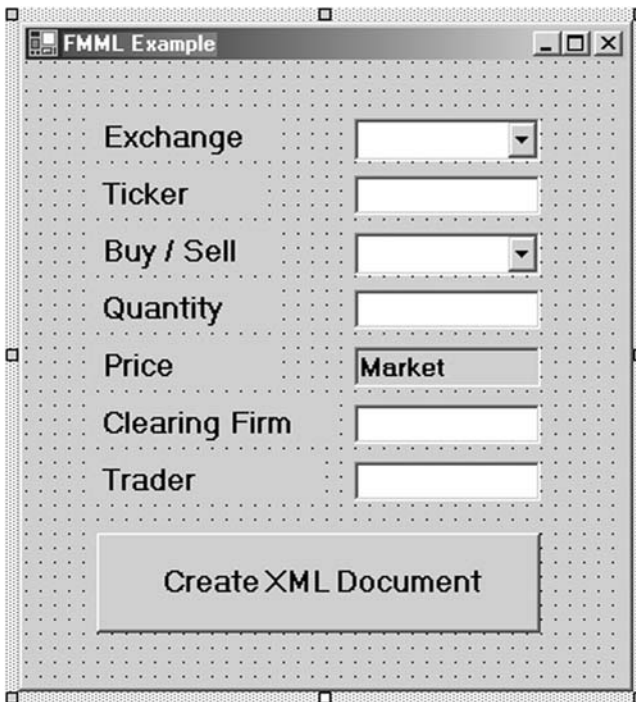 FMML Example
Exchange
Ticker
Buy / Sell
Quantity
Price Market
Clearing Firm
Trader
Create XML Document